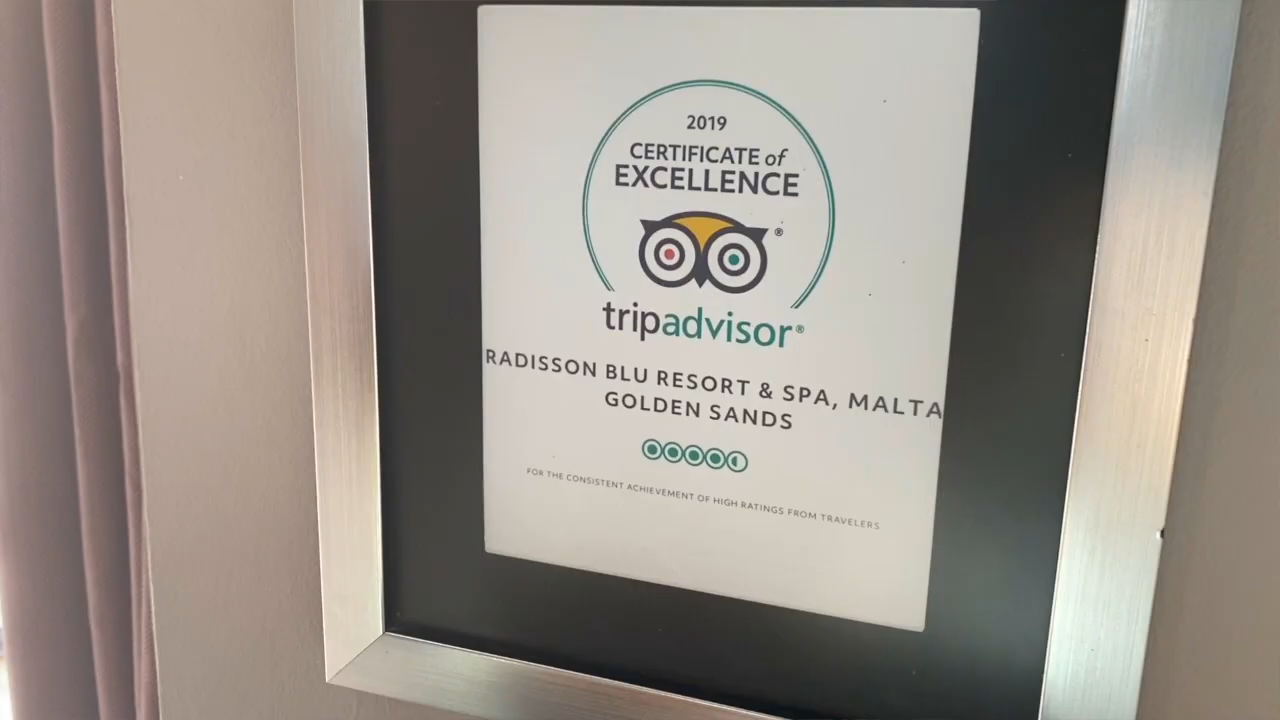 2019
CERTIFICATE of
EXCELLENCE
®
tripadvisor®
RADISSON BLU RESORT & SPA, MALTA
GOLDEN SANDS
FOR THE CONSISTENT ACHIEVEMENT OF HIGH RATINGS FROM TRAVELERS